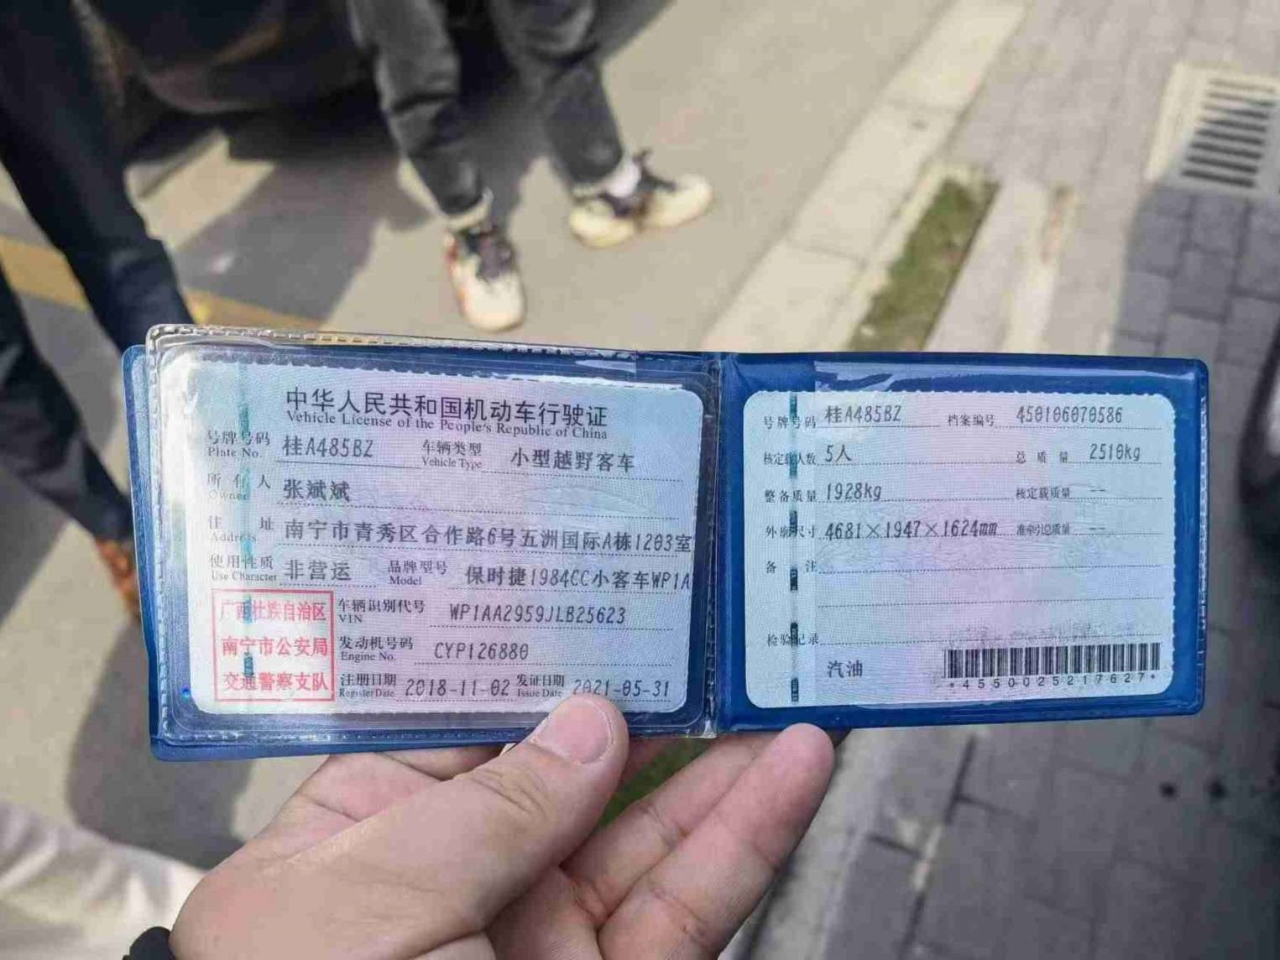 中华人民共和国机动车行驶证
Vehicle License of the People's Republic of China
号牌号码 桂A485BZ 车辆类型 小型越野客车
Plate No. Vehicle Type
所有人 张斌斌
Owner
住址 南宁市青秀区合作路6号五洲国际A栋1203室
Address
使用性质 非营运 品牌型号 保时捷1984CC小客车WP1A
Use Character Model
广西壮族自治区
南宁市公安局
交通警察支队
车辆识别代号 WP1AA2959JLB25623
VIN
发动机号码 CYP126880
Engine No.
注册日期 2018-11-02 发证日期 2021-05-31
Register Date Issue Date
号牌号码 桂A485BZ 档案编号 450106070586
核定载人数 5人 总质量 2510kg
整备质量 1928kg 核定载质量 --
外廓尺寸 4681×1947×1624mm 准牵引总质量 --
备注
检验记录
汽油
*4550025217627*